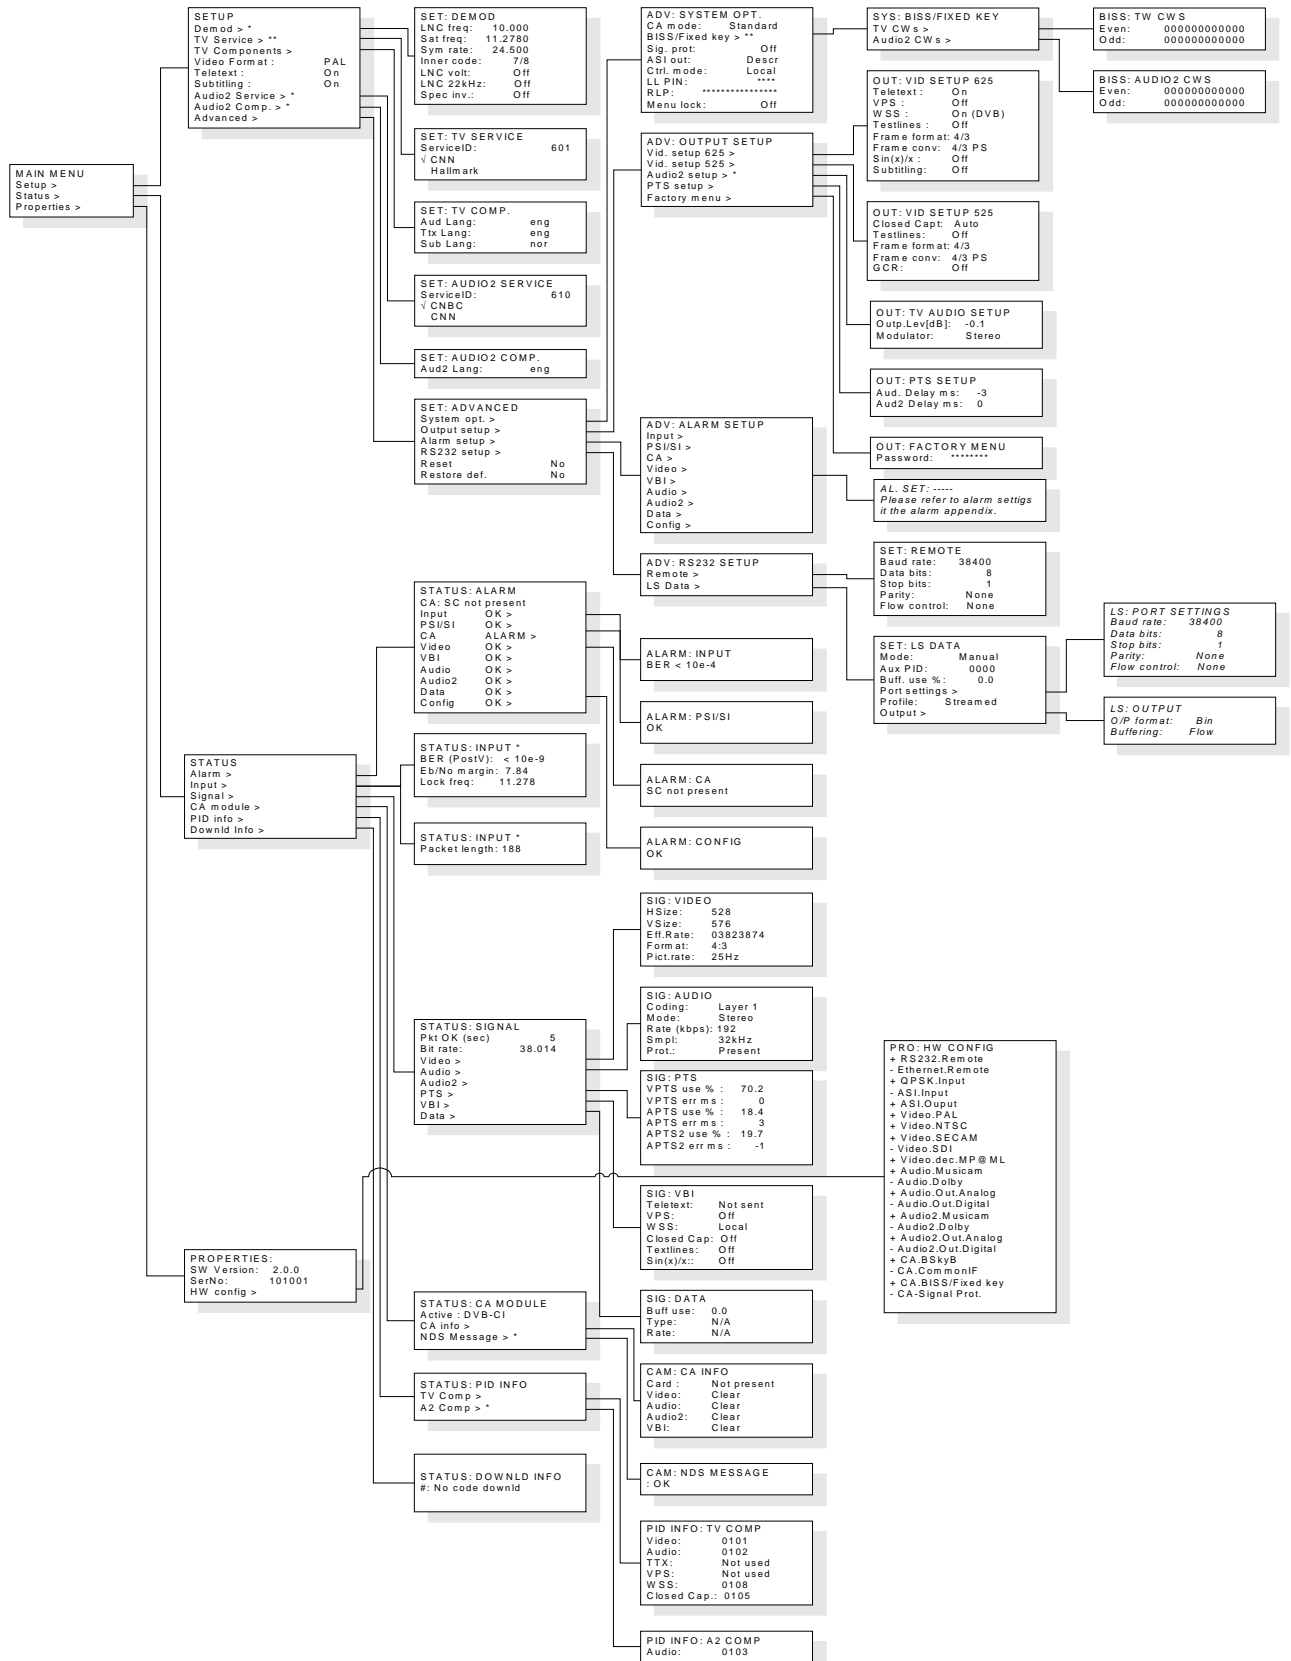 MAIN MENU
Setup >
Status >
Properties >
SETUP
Demod > *
TV Service > **
TV Components >
Video Format : PAL
Teletext : On
Subtitling : On
Audio2 Service > *
Audio2 Comp. > *
Advanced >
SET: DEMOD
LNC freq: 10.000
Sat freq: 11.2780
Sym rate: 24.500
Inner code: 7/8
LNC volt: Off
LNC 22kHz: Off
Spec inv.: Off
SET: TV SERVICE
ServiceID: 601
√ CNN
Hallmark
SET: TV COMP.
Aud Lang: eng
Ttx Lang: eng
Sub Lang: nor
SET: AUDIO2 SERVICE
ServiceID: 610
√ CNBC
CNN
SET: AUDIO2 COMP.
Aud2 Lang: eng
SET: ADVANCED
System opt. >
Output setup >
Alarm setup >
RS232 setup >
Reset No
Restore def. No
ADV: SYSTEM OPT.
CA mode: Standard
BISS/Fixed key > **
Sig. prot: Off
ASI out: Descr
Ctrl. mode: Local
LL PIN: ****
RLP: ****************
Menu lock: Off
ADV: OUTPUT SETUP
Vid. setup 625 >
Vid. setup 525 >
Audio2 setup > *
PTS setup >
Factory menu >
ADV: ALARM SETUP
Input >
PSI/SI >
CA >
Video >
VBI >
Audio >
Audio2 >
Data >
Config >
ADV: RS232 SETUP
Remote >
LS Data >
SYS: BISS/FIXED KEY
TV CWs >
Audio2 CWs >
BISS: TW CWS
Even: 000000000000
Odd: 000000000000
BISS: AUDIO2 CWS
Even: 000000000000
Odd: 000000000000
OUT: VID SETUP 625
Teletext : On
VPS : Off
WSS : On (DVB)
Testlines : Off
Frame format: 4/3
Frame conv: 4/3 PS
Sin(x)/x : Off
Subtitling: Off
OUT: VID SETUP 525
Closed Capt: Auto
Testlines: Off
Frame format: 4/3
Frame conv: 4/3 PS
GCR: Off
OUT: TV AUDIO SETUP
Outp.Lev[dB]: -0.1
Modulator: Stereo
OUT: PTS SETUP
Aud. Delay ms: -3
Aud2 Delay ms: 0
OUT: FACTORY MENU
Password: ********
AL. SET: -----
Please refer to alarm settigs
it the alarm appendix.
SET: REMOTE
Baud rate: 38400
Data bits: 8
Stop bits: 1
Parity: None
Flow control: None
SET: LS DATA
Mode: Manual
Aux PID: 0000
Buff. use %: 0.0
Port settings >
Profile: Streamed
Output >
LS: PORT SETTINGS
Baud rate: 38400
Data bits: 8
Stop bits: 1
Parity: None
Flow control: None
LS: OUTPUT
O/P format: Bin
Buffering: Flow
STATUS
Alarm >
Input >
Signal >
CA module >
PID info >
Downld Info >
STATUS: ALARM
CA: SC not present
Input OK >
PSI/SI OK >
CA ALARM >
Video OK >
VBI OK >
Audio OK >
Audio2 OK >
Data OK >
Config OK >
STATUS: INPUT *
BER (PostV): < 10e-9
Eb/No margin: 7.84
Lock freq: 11.278
STATUS: INPUT *
Packet length: 188
ALARM: INPUT
BER < 10e-4
ALARM: PSI/SI
OK
ALARM: CA
SC not present
ALARM: CONFIG
OK
STATUS: SIGNAL
Pkt OK (sec) 5
Bit rate: 38.014
Video >
Audio >
Audio2 >
PTS >
VBI >
Data >
SIG: VIDEO
HSize: 528
VSize: 576
Eff.Rate: 03823874
Format: 4:3
Pict.rate: 25Hz
SIG: AUDIO
Coding: Layer 1
Mode: Stereo
Rate (kbps): 192
Smpl: 32kHz
Prot.: Present
SIG: PTS
VPTS use % : 70.2
VPTS err ms : 0
APTS use % : 18.4
APTS err ms : 3
APTS2 use % : 19.7
APTS2 err ms : -1
SIG: VBI
Teletext: Not sent
VPS: Off
WSS: Local
Closed Cap: Off
Textlines: Off
Sin(x)/x:: Off
SIG: DATA
Buff use: 0.0
Type: N/A
Rate: N/A
PROPERTIES:
SW Version: 2.0.0
SerNo: 101001
HW config >
PRO: HW CONFIG
+ RS232.Remote
- Ethernet.Remote
+ QPSK.Input
- ASI.Input
+ ASI.Ouput
+ Video.PAL
+ Video.NTSC
+ Video.SECAM
- Video.SDI
+ Video.dec.MP@ML
+ Audio.Musicam
- Audio.Dolby
+ Audio.Out.Analog
- Audio.Out.Digital
+ Audio2.Musicam
- Audio2.Dolby
+ Audio2.Out.Analog
- Audio2.Out.Digital
+ CA.BSkyB
- CA.CommonIF
+ CA.BISS/Fixed key
- CA-Signal Prot.
STATUS: CA MODULE
Active : DVB-CI
CA info >
NDS Message > *
STATUS: PID INFO
TV Comp >
A2 Comp > *
STATUS: DOWNLD INFO
#: No code downld
CAM: CA INFO
Card : Not present
Video: Clear
Audio: Clear
Audio2: Clear
VBI: Clear
CAM: NDS MESSAGE
: OK
PID INFO: TV COMP
Video: 0101
Audio: 0102
TTX: Not used
VPS: Not used
WSS: 0108
Closed Cap.: 0105
PID INFO: A2 COMP
Audio: 0103